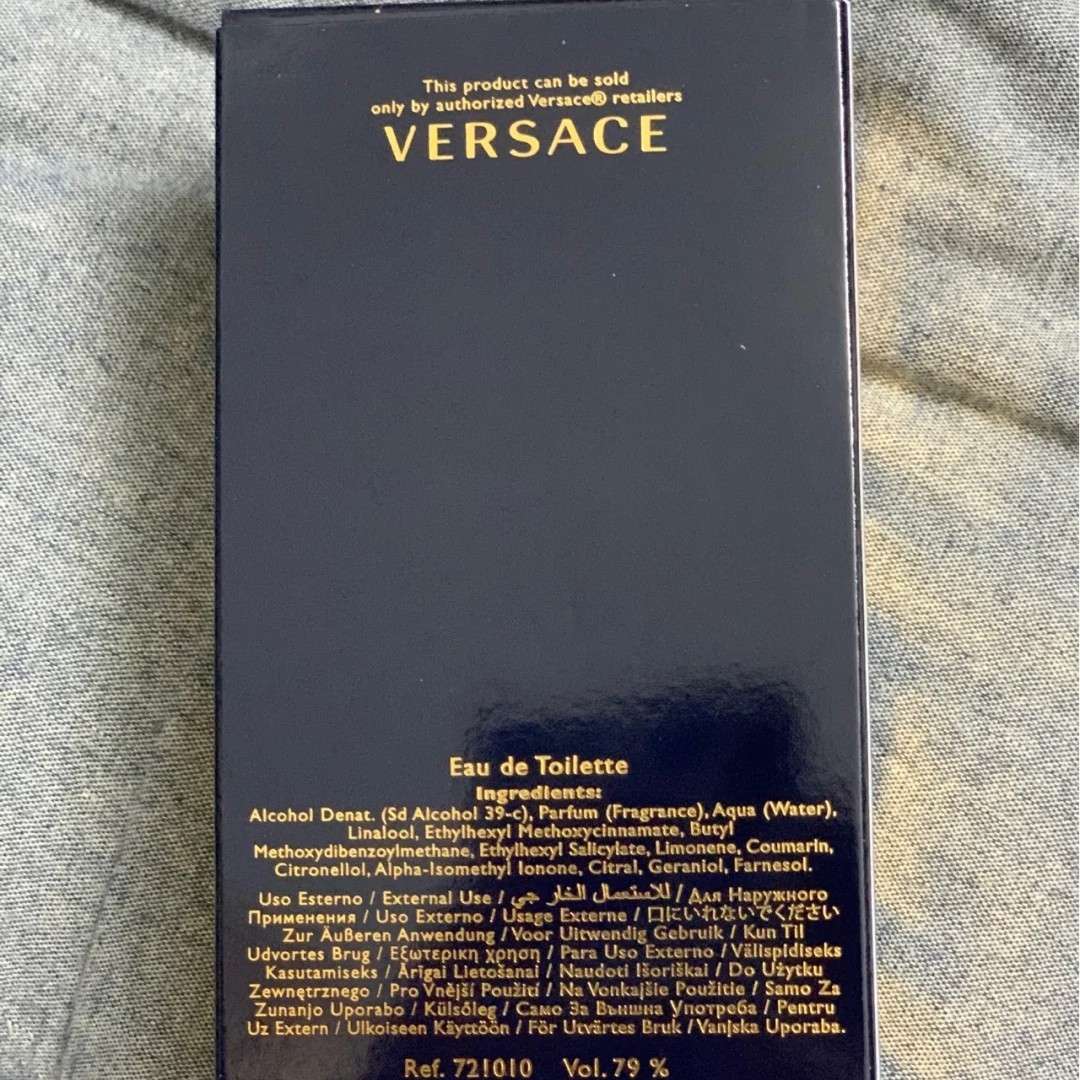 This product can be sold
only by authorized Versace® retailers
VERSACE
Eau de Toilette
Ingredients:
Alcohol Denat. (Sd Alcohol 39-c), Parfum (Fragrance), Aqua (Water),
Linalool, Ethylhexyl Methoxycinnamate, Butyl
Methoxydibenzoylmethane, Ethylhexyl Salicylate, Limonene, Coumarin,
Citronellol, Alpha-Isomethyl Ionone, Citral, Geraniol, Farnesol.
Uso Esterno / External Use / للاستعمال الخار جي / Для Наружного
Применения / Uso Externo / Usage Externe / 口にいれないでください
Zur Äußeren Anwendung / Voor Uitwendig Gebruik / Kun Til
Udvortes Brug / Εξωτερικη χρηση / Para Uso Externo / Välispidiseks
Kasutamiseks / Ārīgai Lietošanai / Naudoti Išoriškai / Do Użytku
Zewnętrznego / Pro Vnější Použití / Na Vonkajšie Použitie / Samo Za
Zunanjo Uporabo / Külsőleg / Само За Външна Употреба / Pentru
Uz Extern / Ulkoiseen Käyttöön / För Utvärtes Bruk / Vanjska Uporaba.
Ref. 721010 Vol. 79 %